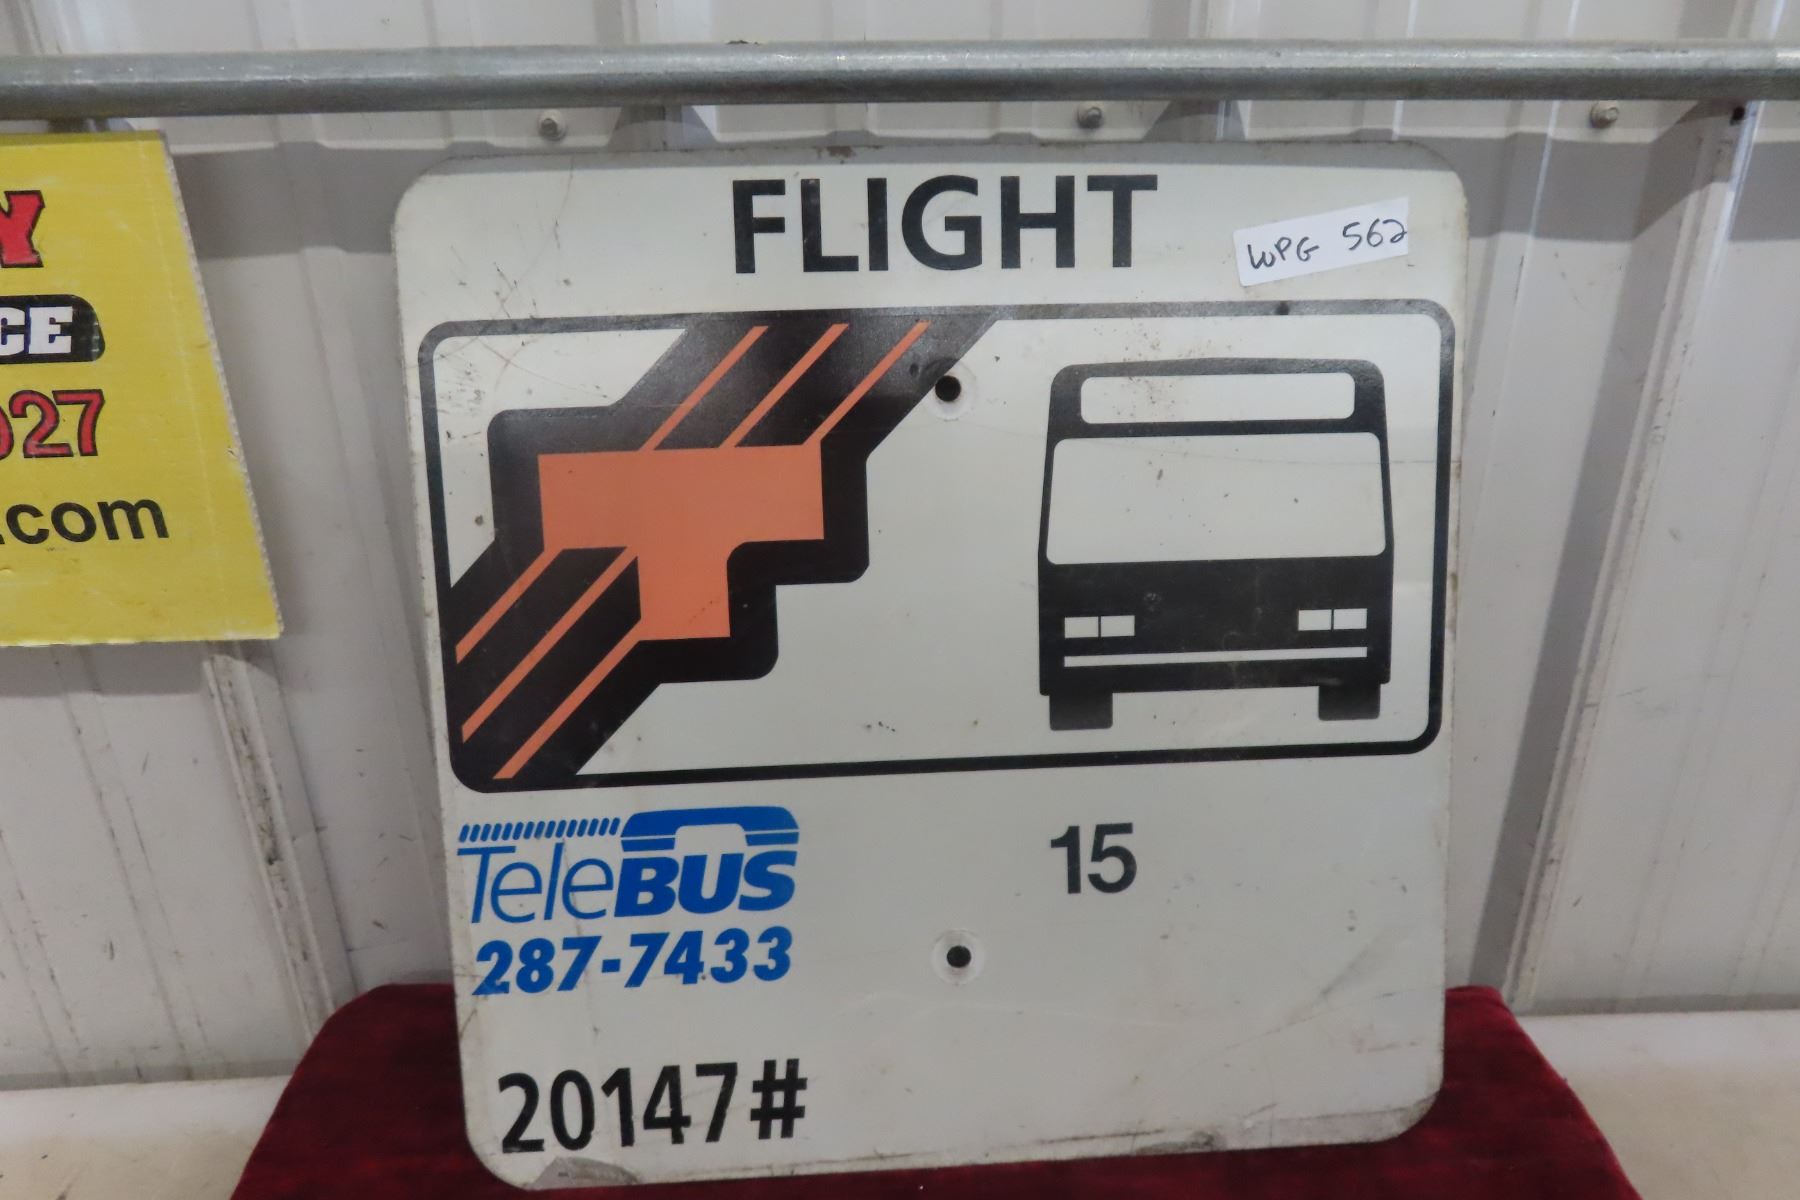 FLIGHT
WPG 562
TeleBUS
287-7433
15
20147#
Y
CE
027
.com